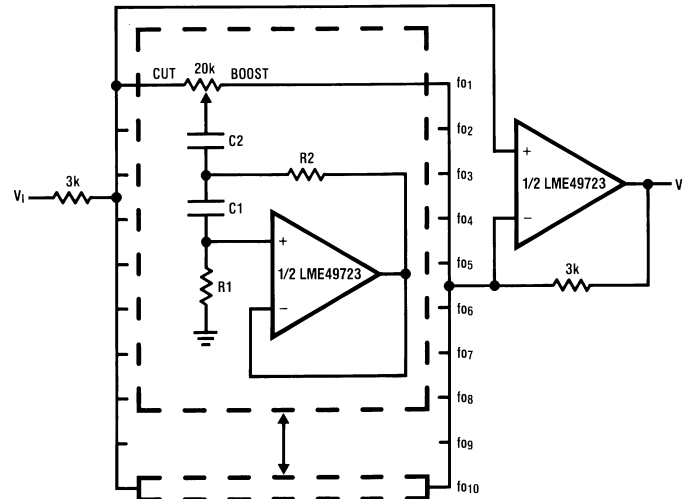 CUT 20k BOOST
fo1
fo2
C2
R2
fo3
3k
VI
C1
fo4
+
1/2 LME49723
−
V
+
1/2 LME49723
−
R1
fo5
3k
fo6
fo7
fo8
fo9
fo10